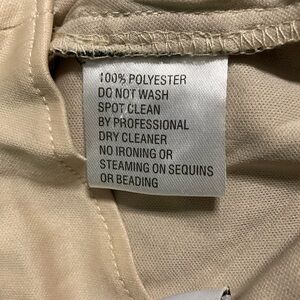 100% POLYESTER
DO NOT WASH
SPOT CLEAN
BY PROFESSIONAL
DRY CLEANER
NO IRONING OR
STEAMING ON SEQUINS
OR BEADING